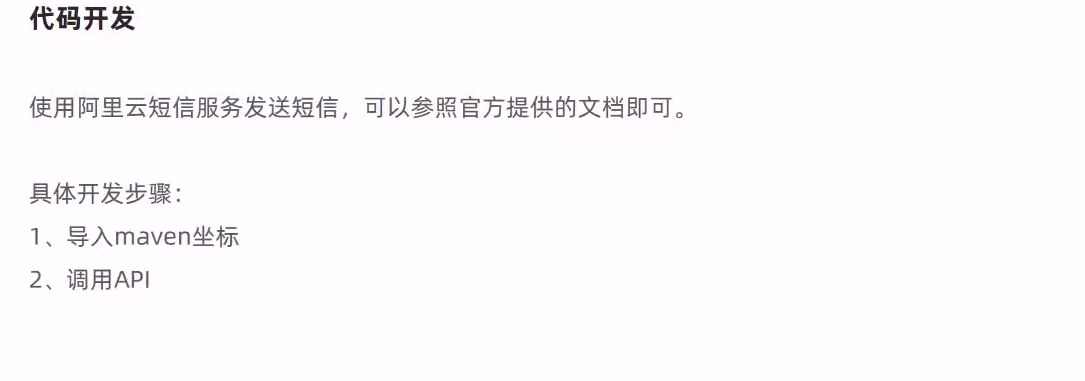 代码开发
使用阿里云短信服务发送短信，可以参照官方提供的文档即可。
具体开发步骤：
1、导入maven坐标
2、调用API